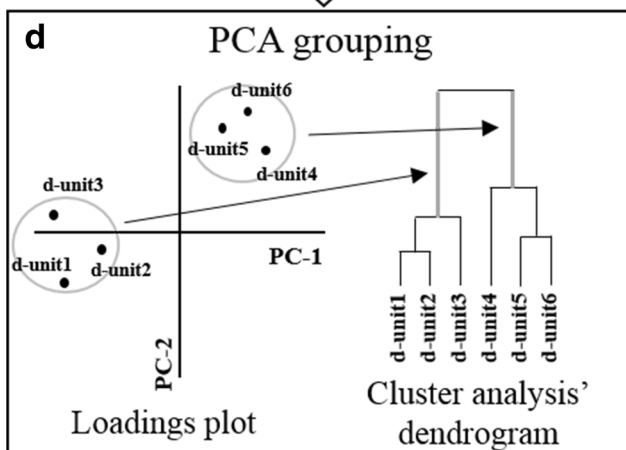 d
PCA grouping
d-unit6
d-unit5
d-unit4
d-unit3
d-unit1
d-unit2
PC-1
PC-2
Loadings plot
d-unit1
d-unit2
d-unit3
d-unit4
d-unit5
d-unit6
Cluster analysis’
dendrogram